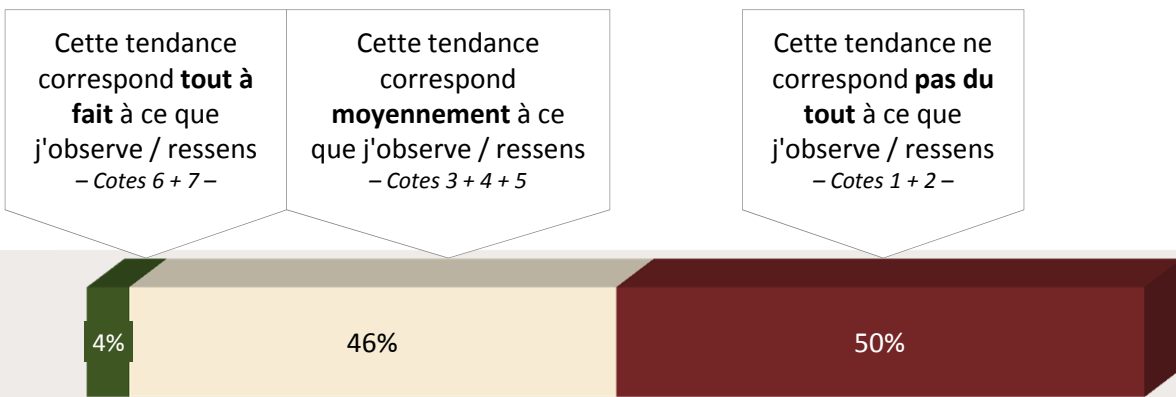 Cette tendance
correspond tout à
fait à ce que
j'observe / ressens
– Cotes 6 + 7 –
Cette tendance
correspond
moyennement à ce
que j'observe / ressens
– Cotes 3 + 4 + 5
Cette tendance ne
correspond pas du
tout à ce que
j'observe / ressens
– Cotes 1 + 2 –
4%
46%
50%